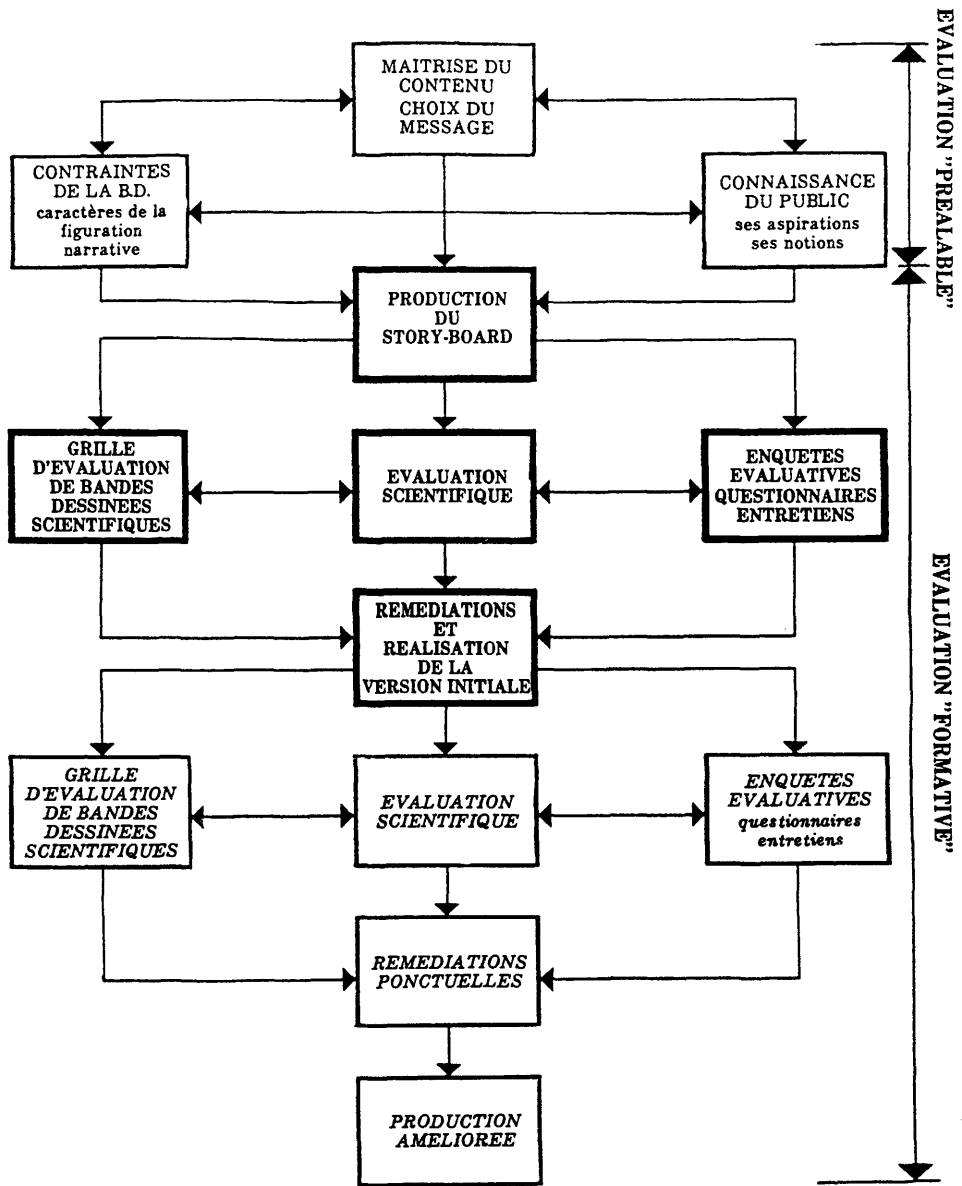 MAITRISE DU
CONTENU
CHOIX DU
MESSAGE
CONTRAINTES
DE LA B.D.
caractères de la
figuration
narrative
CONNAISSANCE
DU PUBLIC
ses aspirations
ses notions
EVALUATION "PREALABLE"
PRODUCTION
DU
STORY-BOARD
GRILLE
D'EVALUATION
DE BANDES
DESSINEES
SCIENTIFIQUES
EVALUATION
SCIENTIFIQUE
ENQUETES
EVALUATIVES
QUESTIONNAIRES
ENTRETIENS
REMEDIATIONS
ET
REALISATION
DE LA
VERSION INITIALE
EVALUATION "FORMATIVE"
GRILLE
D'EVALUATION
DE BANDES
DESSINEES
SCIENTIFIQUES
EVALUATION
SCIENTIFIQUE
ENQUETES
EVALUATIVES
questionnaires
entretiens
REMEDIATIONS
PONCTUELLES
PRODUCTION
AMELIOREE